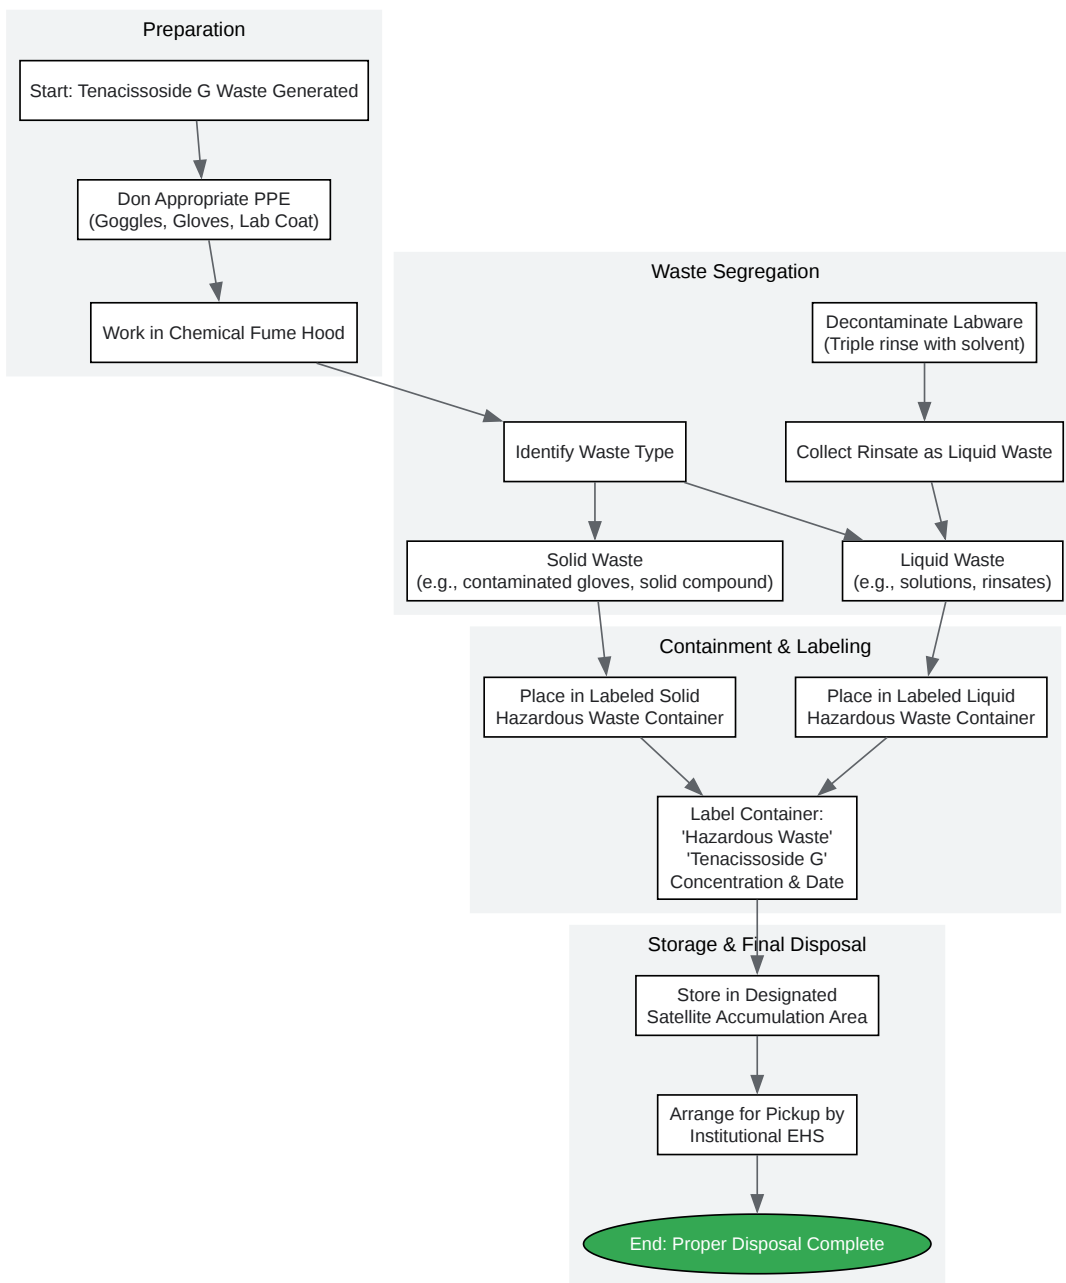 Preparation
Start: Tenacissoside G Waste Generated
Don Appropriate PPE
(Goggles, Gloves, Lab Coat)
Work in Chemical Fume Hood
Waste Segregation
Decontaminate Labware
(Triple rinse with solvent)
Identify Waste Type
Collect Rinsate as Liquid Waste
Solid Waste
(e.g., contaminated gloves, solid compound)
Liquid Waste
(e.g., solutions, rinsates)
Containment & Labeling
Place in Labeled Solid
Hazardous Waste Container
Place in Labeled Liquid
Hazardous Waste Container
Label Container:
'Hazardous Waste'
'Tenacissoside G'
Concentration & Date
Storage & Final Disposal
Store in Designated
Satellite Accumulation Area
Arrange for Pickup by
Institutional EHS
End: Proper Disposal Complete